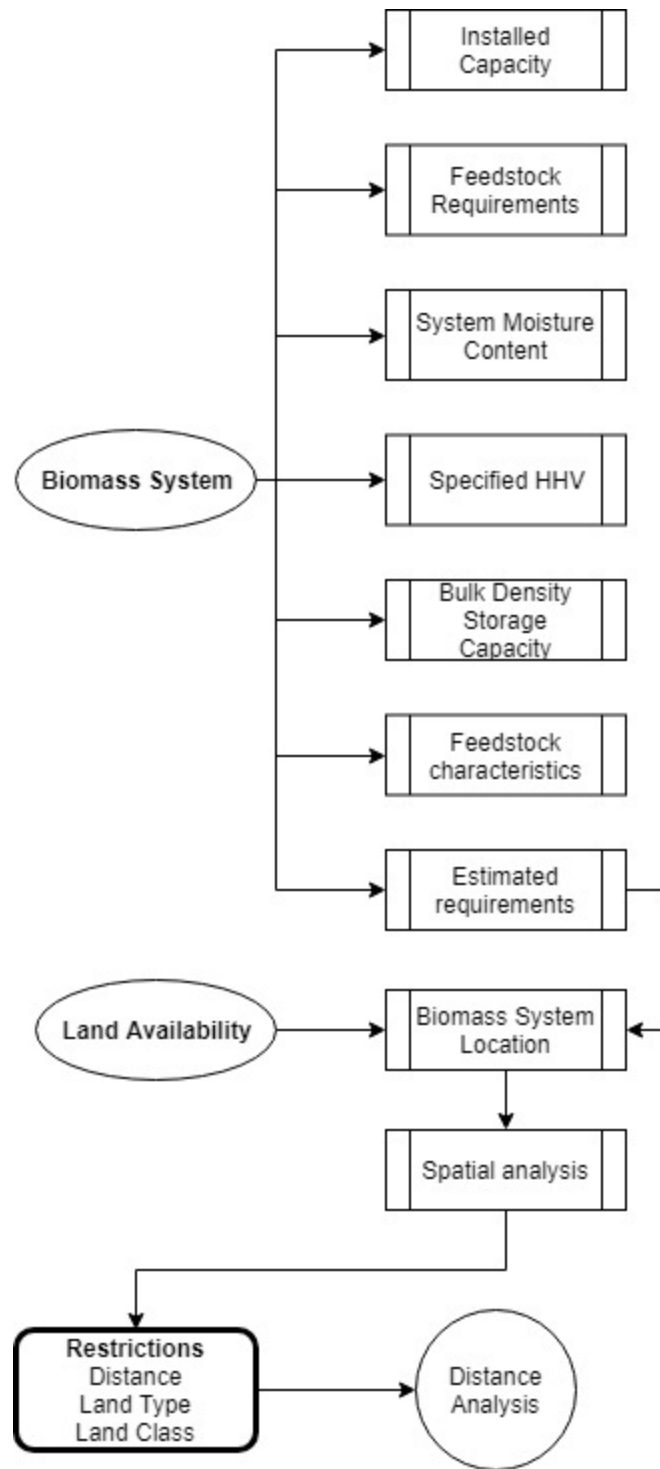 Installed
Capacity
Feedstock
Requirements
System Moisture
Content
Biomass System
Specified HHV
Bulk Density
Storage
Capacity
Feedstock
characteristics
Estimated
requirements
Land Availability
Biomass System
Location
Spatial analysis
Restrictions
Distance
Land Type
Land Class
Distance
Analysis